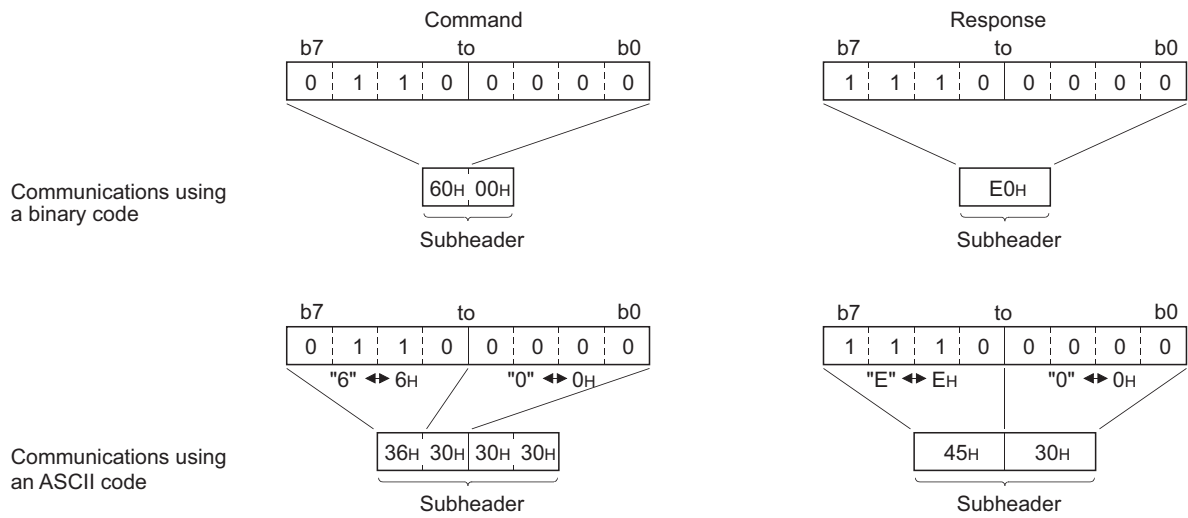 Command
Response
b7 to b0
b7 to b0
0 1 1 0 0 0 0 0
1 1 1 0 0 0 0 0
Communications using
a binary code
60H 00H
E0H
Subheader
Subheader
b7 to b0
b7 to b0
0 1 1 0 0 0 0 0
1 1 1 0 0 0 0 0
"6" ↔ 6H "0" ↔ 0H
"E" ↔ EH "0" ↔ 0H
Communications using
an ASCII code
36H 30H 30H 30H
45H 30H
Subheader
Subheader